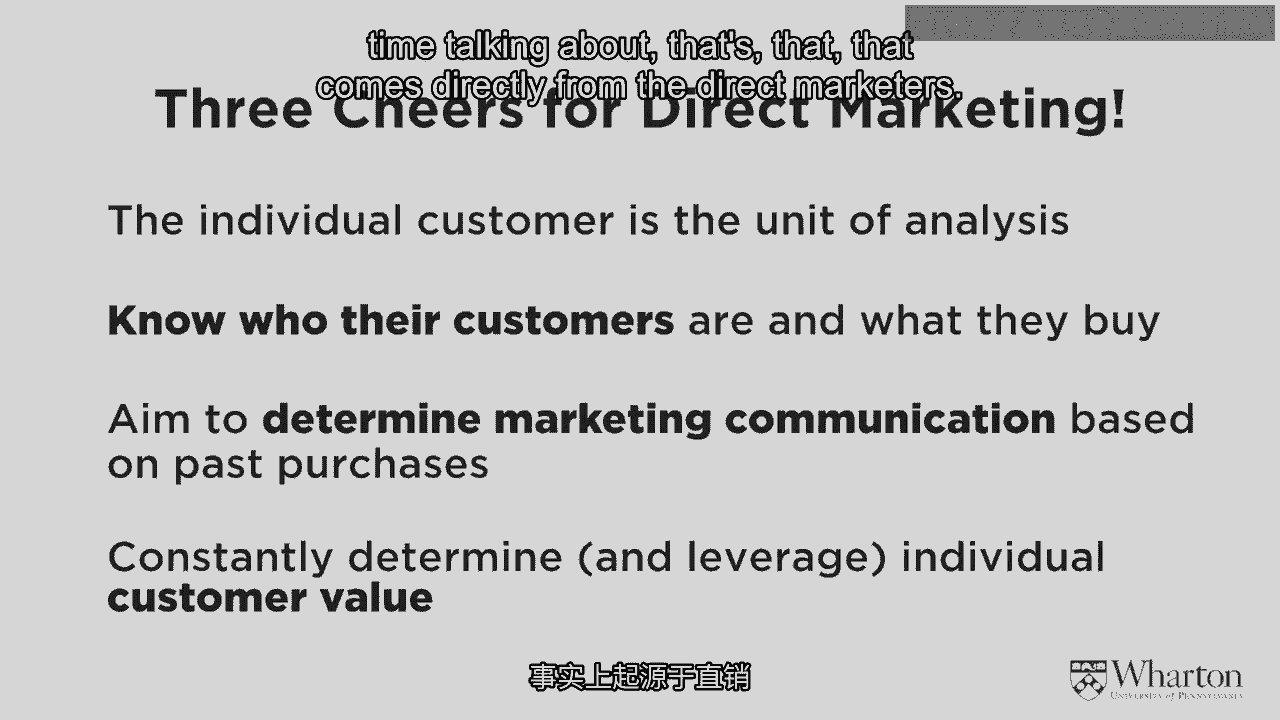 time talking about, that's, that, that
comes directly from the direct marketers.
Three Cheers for Direct Marketing!
The individual customer is the unit of analysis
Know who their customers are and what they buy
Aim to determine marketing communication based
on past purchases
Constantly determine (and leverage) individual
customer value
事实上起源于直销
Wharton
UNIVERSITY of PENNSYLVANIA